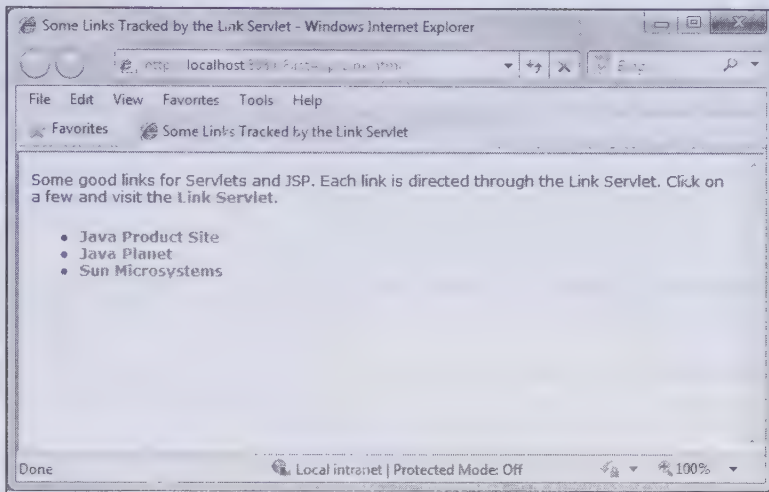 Some Links Tracked by the Link Servlet - Windows Internet Explorer
localhost
File Edit View Favorites Tools Help
Favorites Some Links Tracked by the Link Servlet
Some good links for Servlets and JSP. Each link is directed through the Link Servlet. Click on
a few and visit the Link Servlet.
• Java Product Site
• Java Planet
• Sun Microsystems
Done Local intranet | Protected Mode: Off 100%